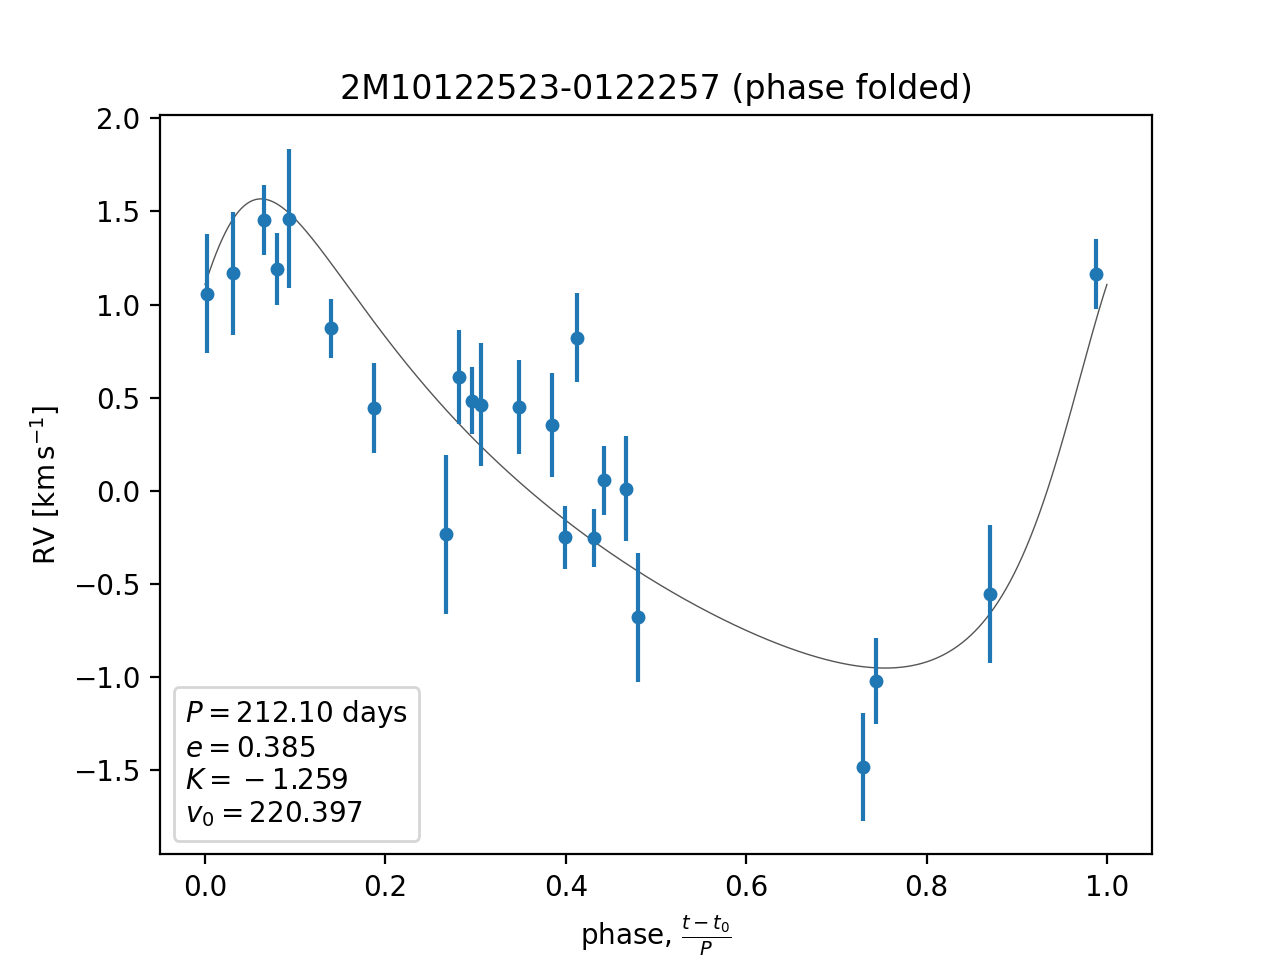 2M10122523-0122257 (phase folded)
2.0
1.5
1.0
0.5
0.0
−0.5
−1.0
−1.5
RV [km s⁻¹]
P = 212.10 days
e = 0.385
K = −1.259
v₀ = 220.397
0.0 0.2 0.4 0.6 0.8 1.0
phase, (t − t₀)/P